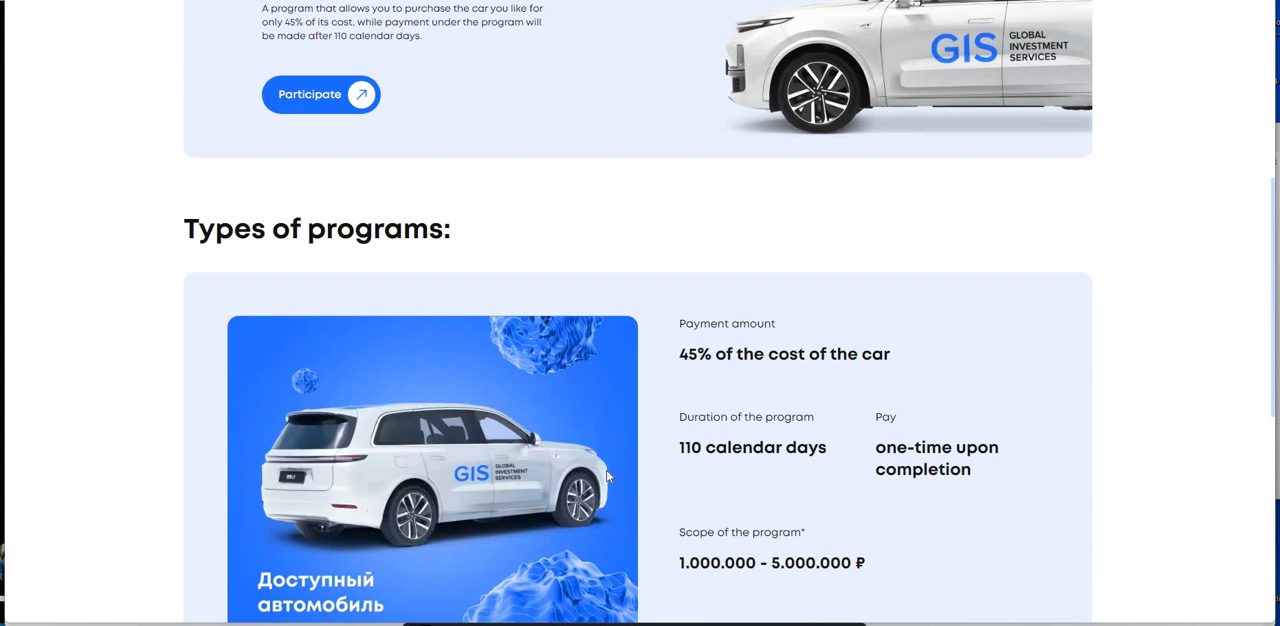 A program that allows you to purchase the car you like for
only 45% of its cost, while payment under the program will
be made after 110 calendar days.
Participate
GIS
GLOBAL
INVESTMENT
SERVICES
Types of programs:
Payment amount
45% of the cost of the car
Duration of the program
110 calendar days
Pay
one-time upon
completion
Scope of the program*
1.000.000 - 5.000.000 ₽
GIS
GLOBAL
INVESTMENT
SERVICES
Доступный
автомобиль